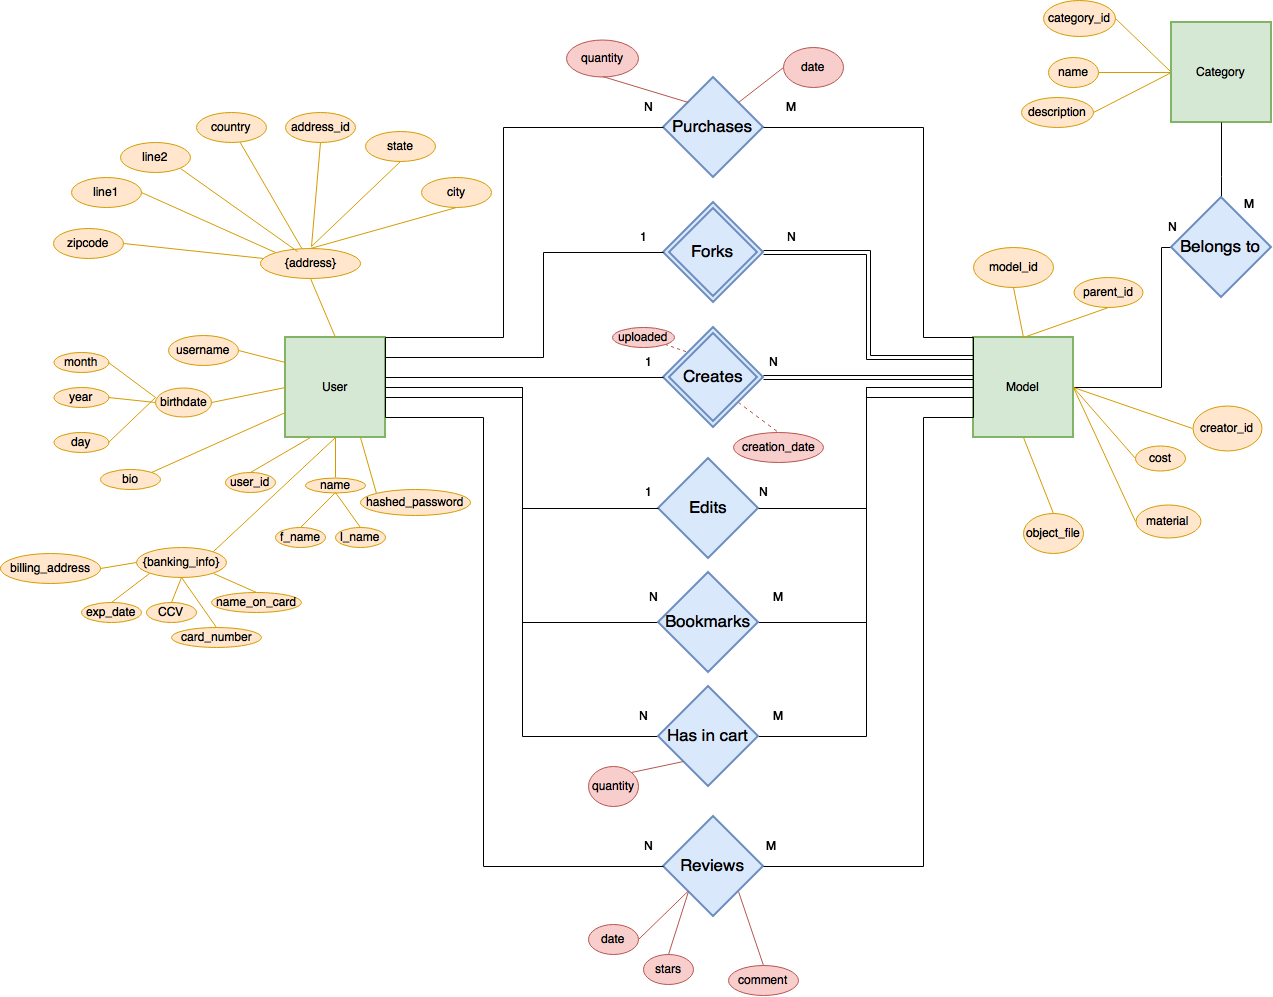 category_id
Category
name
description
quantity
date
N
M
Purchases
country
address_id
line2
state
line1
city
zipcode
{address}
1
N
Forks
N
M
Belongs to
model_id
parent_id
uploaded
username
month
1
N
Creates
User
Model
year
birthdate
day
creation_date
creator_id
cost
bio
user_id
name
hashed_password
1
N
Edits
material
f_name
l_name
object_file
billing_address
{banking_info}
exp_date
CCV
name_on_card
card_number
N
M
Bookmarks
N
M
Has in cart
quantity
N
M
Reviews
date
stars
comment